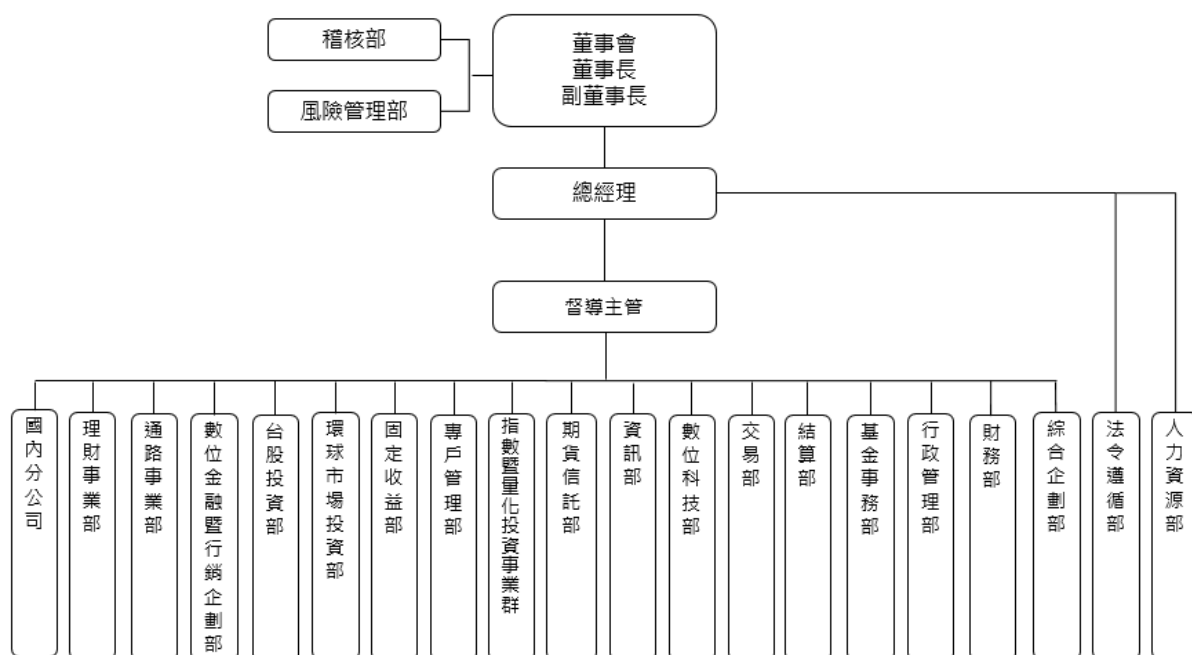 稽核部
風險管理部
董事會
董事長
副董事長
總經理
督導主管
國內分公司
理財事業部
通路事業部
數位金融暨行銷企劃部
台股投資部
環球市場投資部
固定收益部
專戶管理部
指數暨量化投資事業群
期貨信託部
資訊部
數位科技部
交易部
結算部
基金事務部
行政管理部
財務部
綜合企劃部
法令遵循部
人力資源部